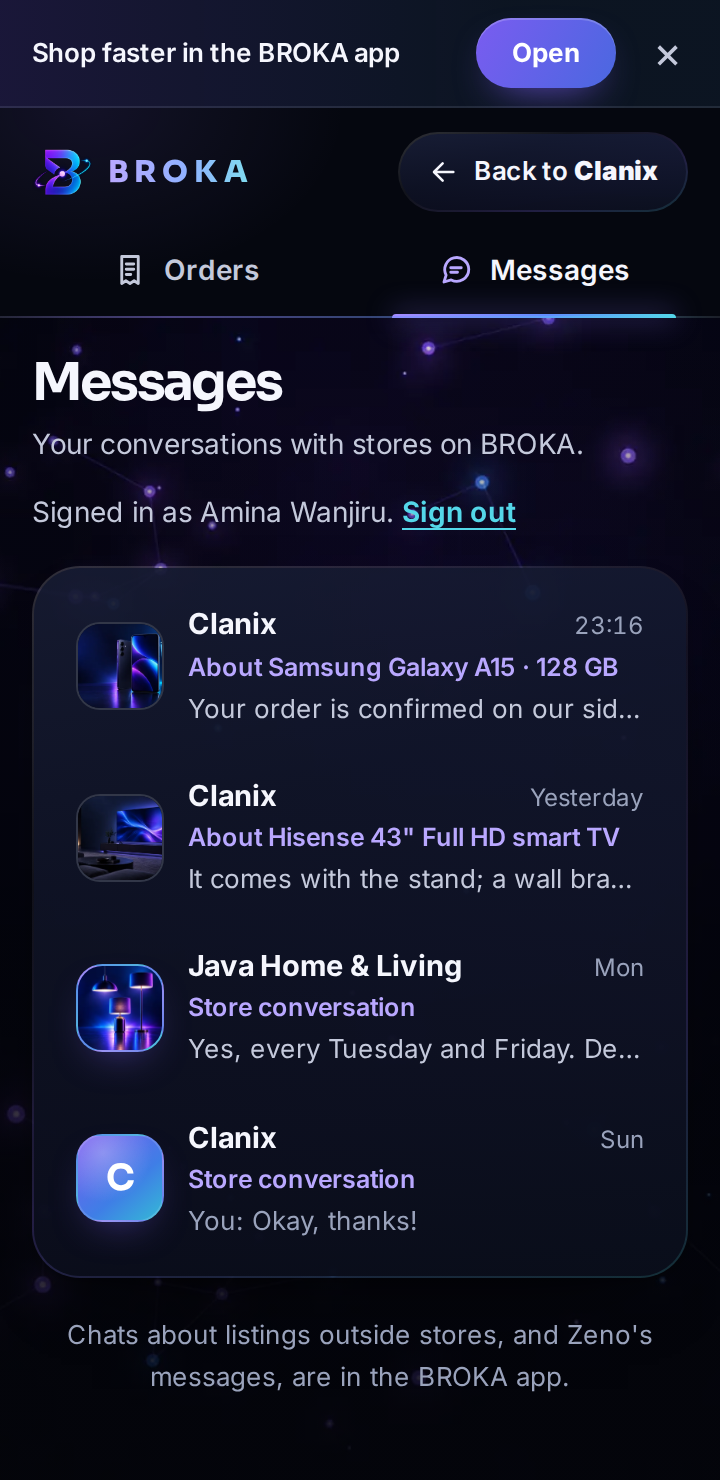 Shop faster in the BROKA app
Open
BROKA
Back to Clanix
Orders
Messages
Messages
Your conversations with stores on BROKA.
Signed in as Amina Wanjiru. Sign out
Clanix
23:16
About Samsung Galaxy A15 · 128 GB
Your order is confirmed on our sid...
Clanix
Yesterday
About Hisense 43" Full HD smart TV
It comes with the stand; a wall bra...
Java Home & Living
Mon
Store conversation
Yes, every Tuesday and Friday. De...
C
Clanix
Sun
Store conversation
You: Okay, thanks!
Chats about listings outside stores, and Zeno's
messages, are in the BROKA app.